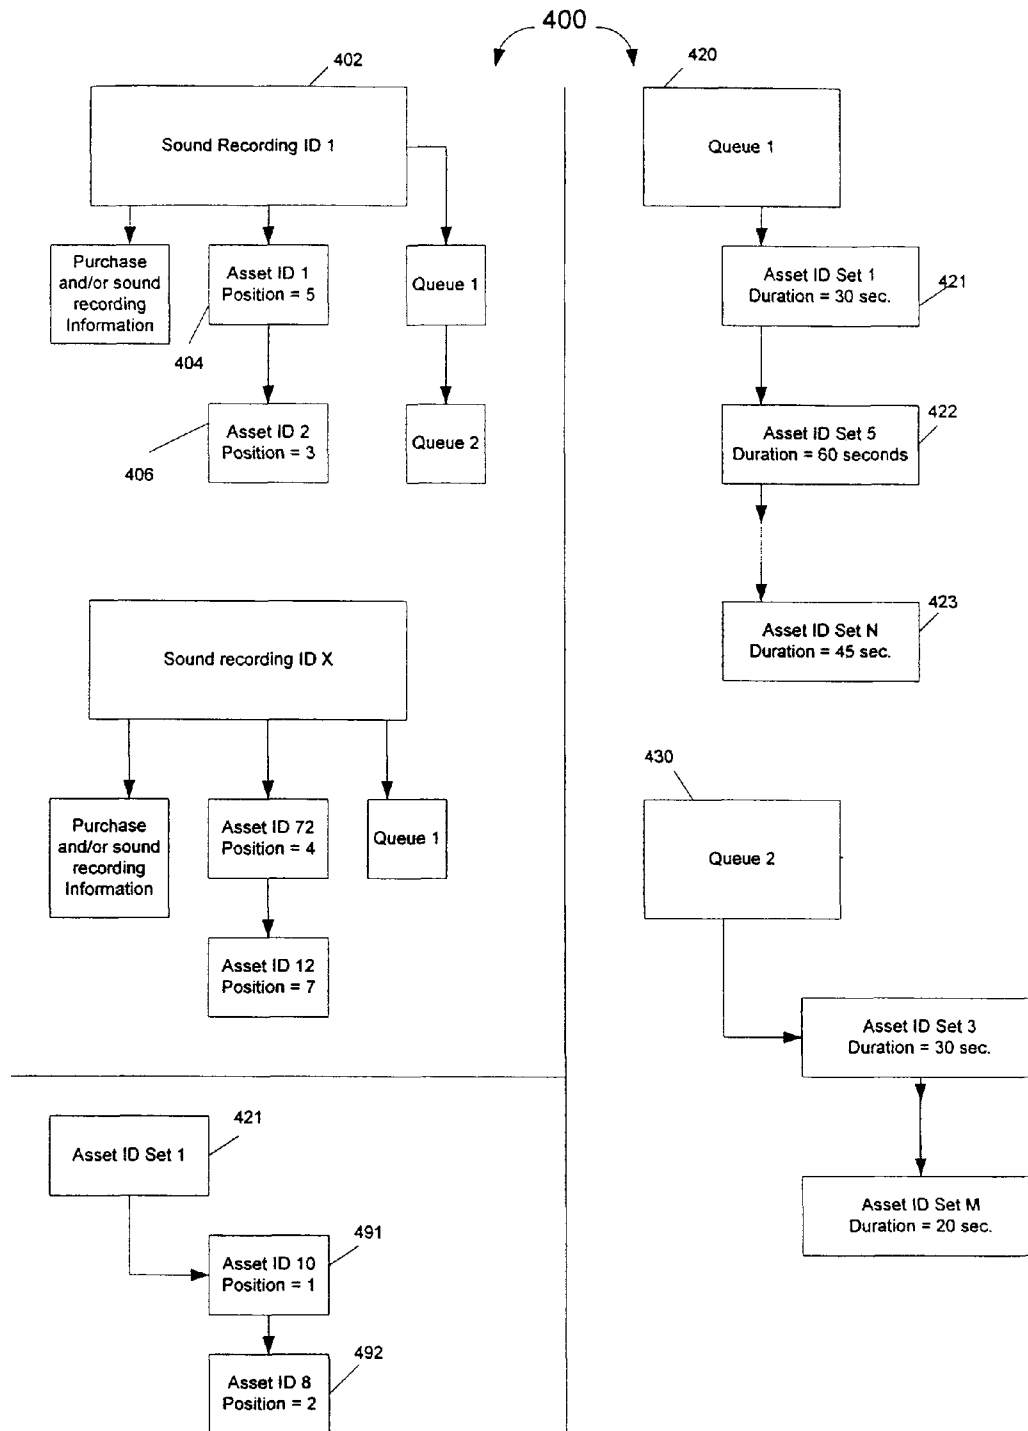 400
402
Sound Recording ID 1
Purchase
and/or sound
recording
Information
Asset ID 1
Position = 5
Queue 1
404
Asset ID 2
Position = 3
Queue 2
406
Sound recording ID X
Purchase
and/or sound
recording
Information
Asset ID 72
Position = 4
Queue 1
Asset ID 12
Position = 7
421
Asset ID Set 1
491
Asset ID 10
Position = 1
492
Asset ID 8
Position = 2
420
Queue 1
Asset ID Set 1
Duration = 30 sec.
421
422
Asset ID Set 5
Duration = 60 seconds
423
Asset ID Set N
Duration = 45 sec.
430
Queue 2
Asset ID Set 3
Duration = 30 sec.
Asset ID Set M
Duration = 20 sec.